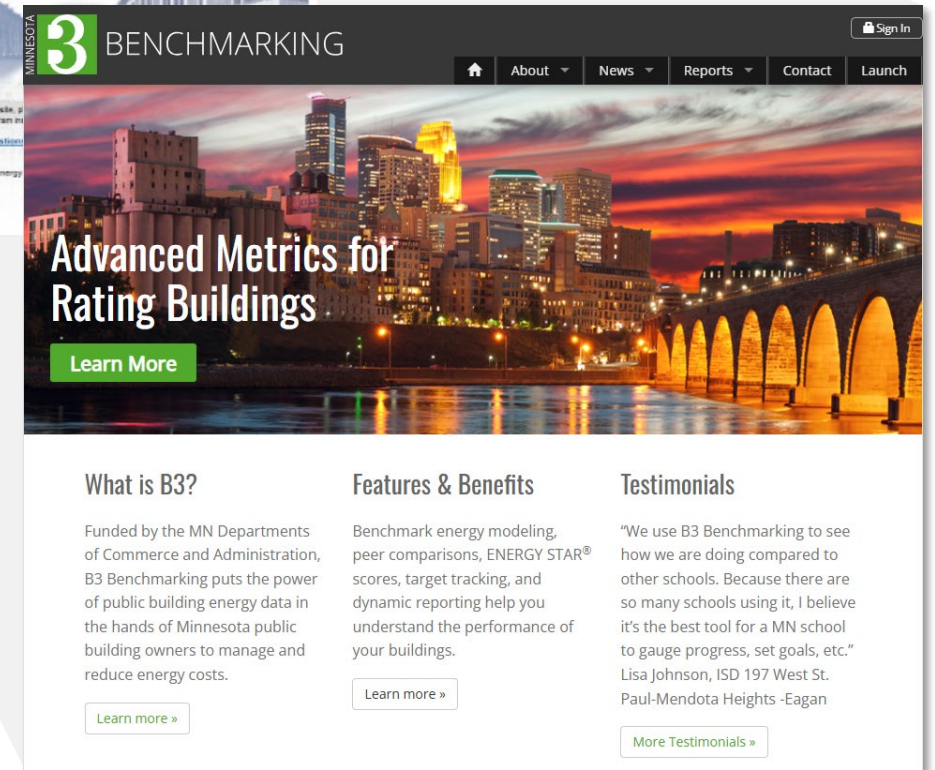 site, p
stions
nergy
MINNESOTA
B3 BENCHMARKING
Sign In
About
News
Reports
Contact
Launch
Advanced Metrics for
Rating Buildings
Learn More
What is B3?
Funded by the MN Departments
of Commerce and Administration,
B3 Benchmarking puts the power
of public building energy data in
the hands of Minnesota public
building owners to manage and
reduce energy costs.
Learn more »
Features & Benefits
Benchmark energy modeling,
peer comparisons, ENERGY STAR®
scores, target tracking, and
dynamic reporting help you
understand the performance of
your buildings.
Learn more »
Testimonials
“We use B3 Benchmarking to see
how we are doing compared to
other schools. Because there are
so many schools using it, I believe
it’s the best tool for a MN school
to gauge progress, set goals, etc.”
Lisa Johnson, ISD 197 West St.
Paul-Mendota Heights -Eagan
More Testimonials »